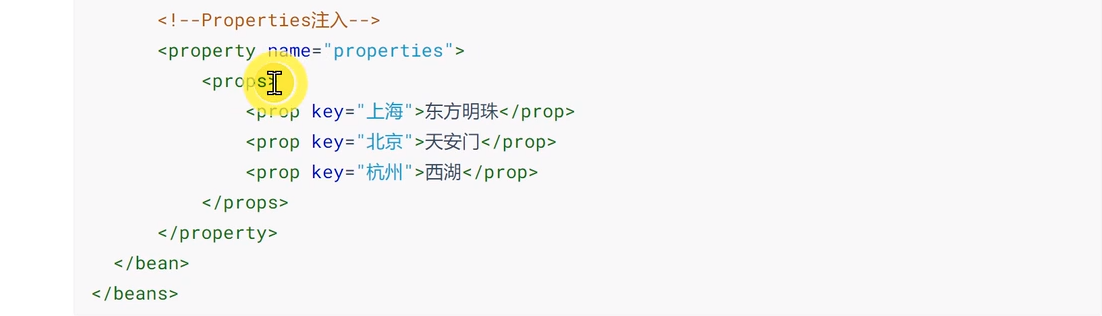 <!--Properties注入-->
<property name="properties">
<props>
<prop key="上海">东方明珠</prop>
<prop key="北京">天安门</prop>
<prop key="杭州">西湖</prop>
</props>
</property>
</bean>
</beans>